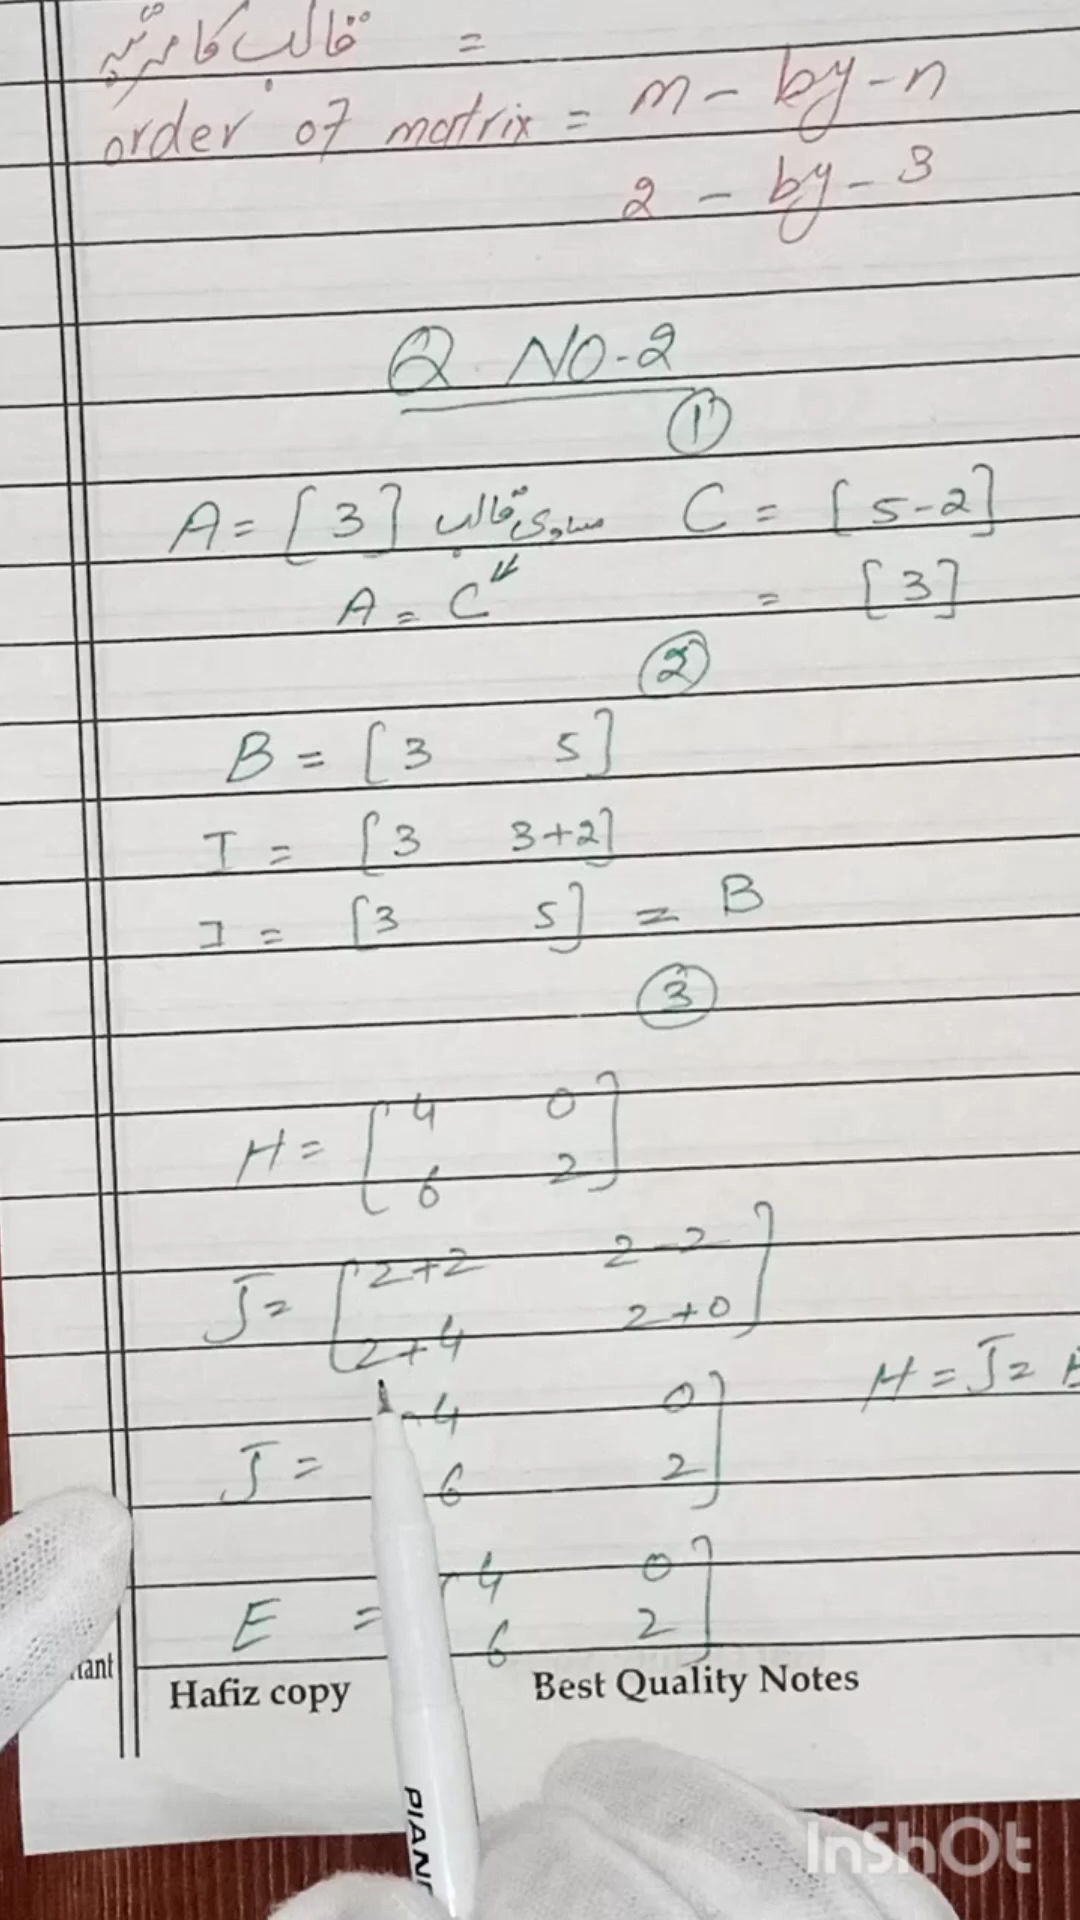 قالب کا مرتبہ =
order of matrix = m - by - n
2 - by - 3
Q NO-2
①
A = [ 3 ] مساوی قالب C = [ 5-2 ]
A = C = [ 3 ]
②
B = [ 3 5 ]
I = [ 3 3+2 ]
I = [ 3 5 ] = B
③
H = [ 4 0
6 2 ]
J = [ 2+2 2-2
2+4 2+0 ]
H = J = E
J = 4 0
6 2 ]
E = [ 4 0
6 2 ]
Hafiz copy Best Quality Notes
PIAN
InShOt